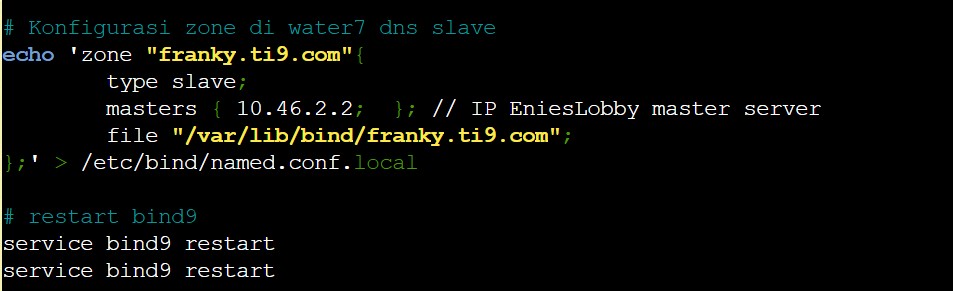 # Konfigurasi zone di water7 dns slave
echo 'zone "franky.ti9.com"{
        type slave;
        masters { 10.46.2.2;  }; // IP EniesLobby master server
        file "/var/lib/bind/franky.ti9.com";
};' > /etc/bind/named.conf.local

# restart bind9
service bind9 restart
service bind9 restart